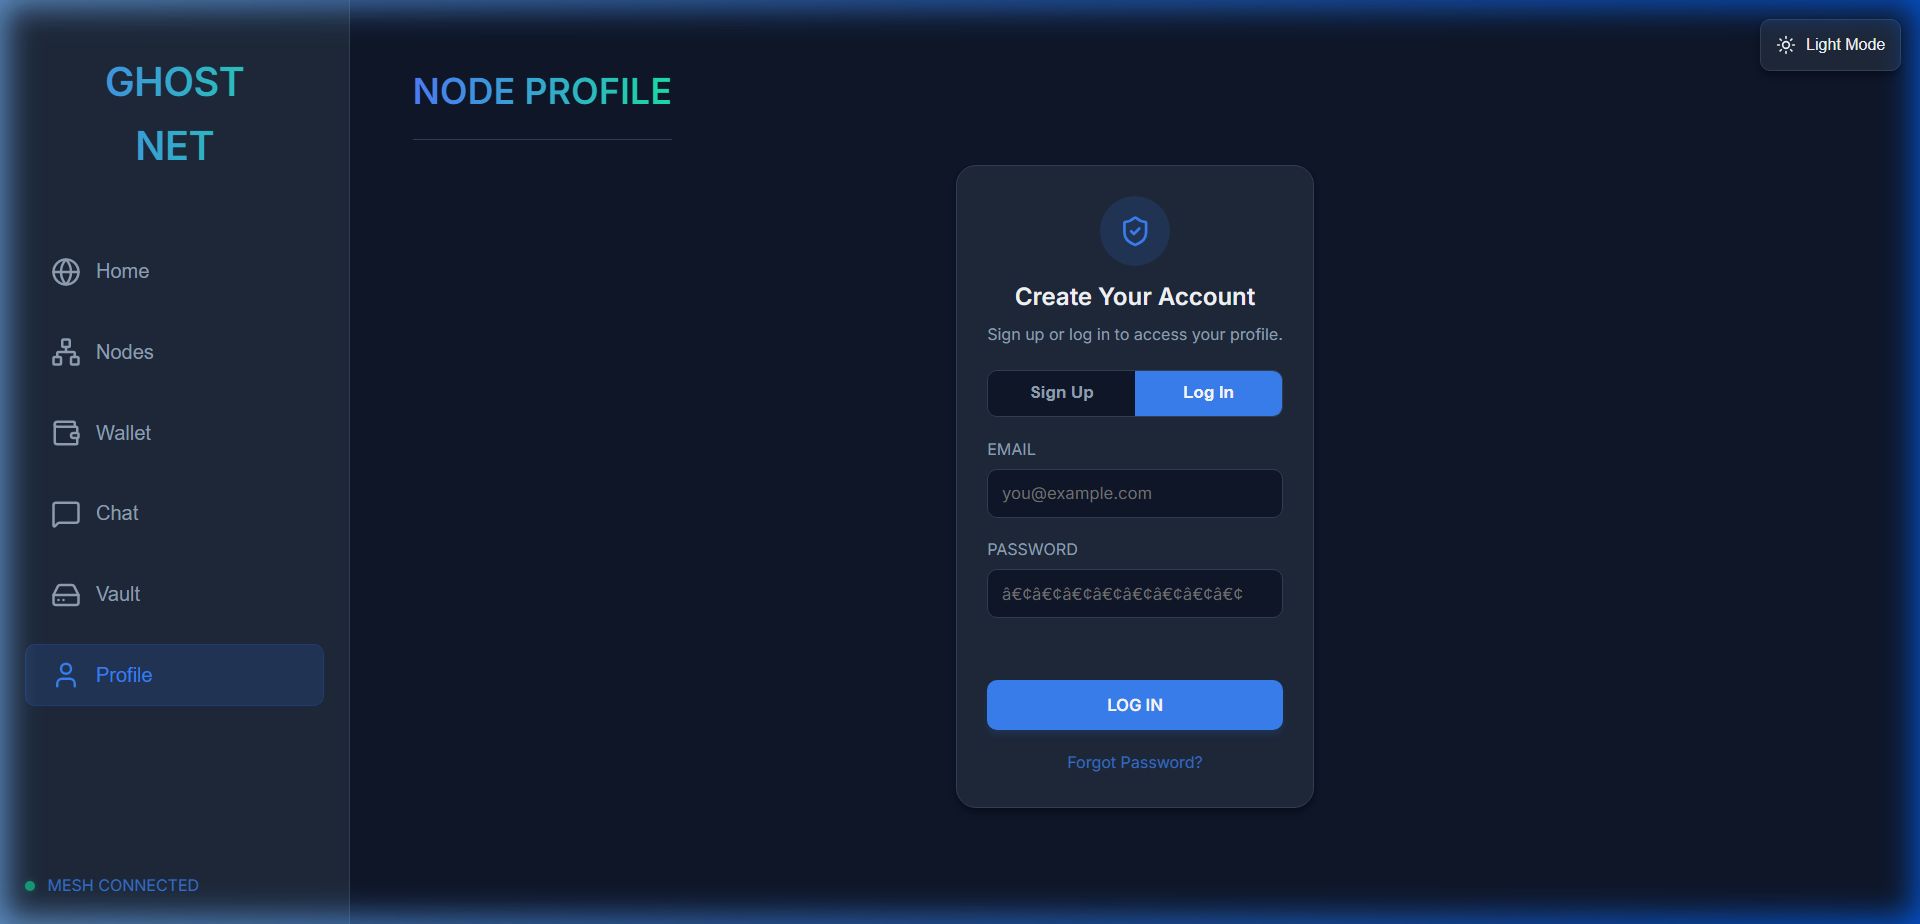 GHOST
NET
Home
Nodes
Wallet
Chat
Vault
Profile
MESH CONNECTED
Light Mode
NODE PROFILE
Create Your Account
Sign up or log in to access your profile.
Sign Up
Log In
EMAIL
you@example.com
PASSWORD
••••••••â
LOG IN
Forgot Password?